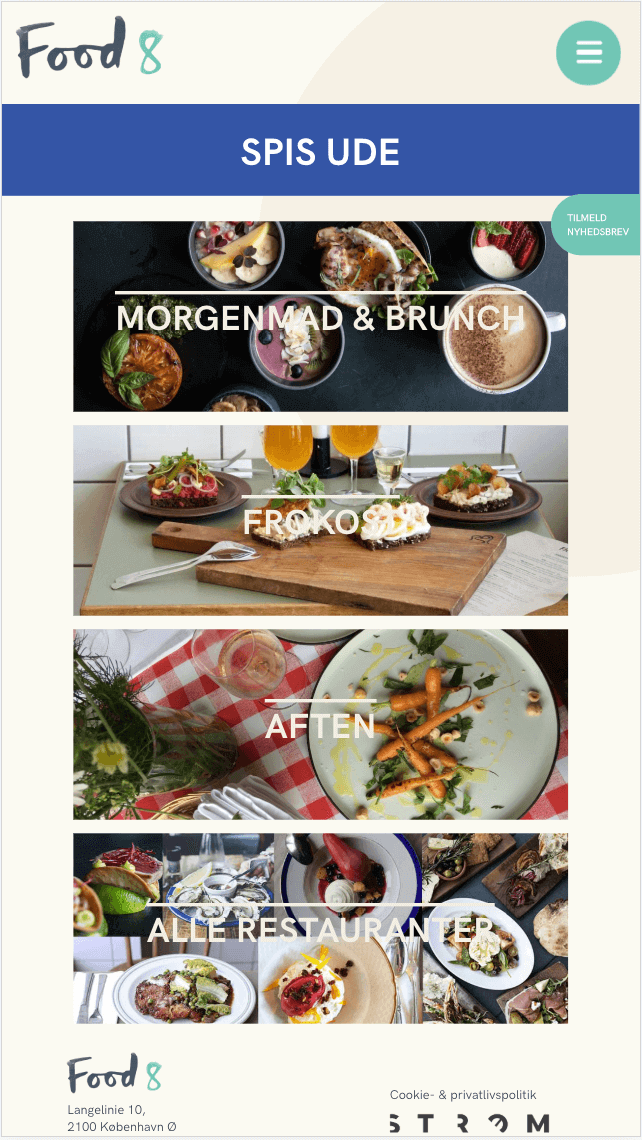 Food 8
SPIS UDE
TILMELD
NYHEDSBREV
MORGENMAD & BRUNCH
FROKOST
AFTEN
ALLE RESTAURANTER
Food 8
Langelinie 10,
2100 København Ø
Cookie- & privatlivspolitik
STRØM